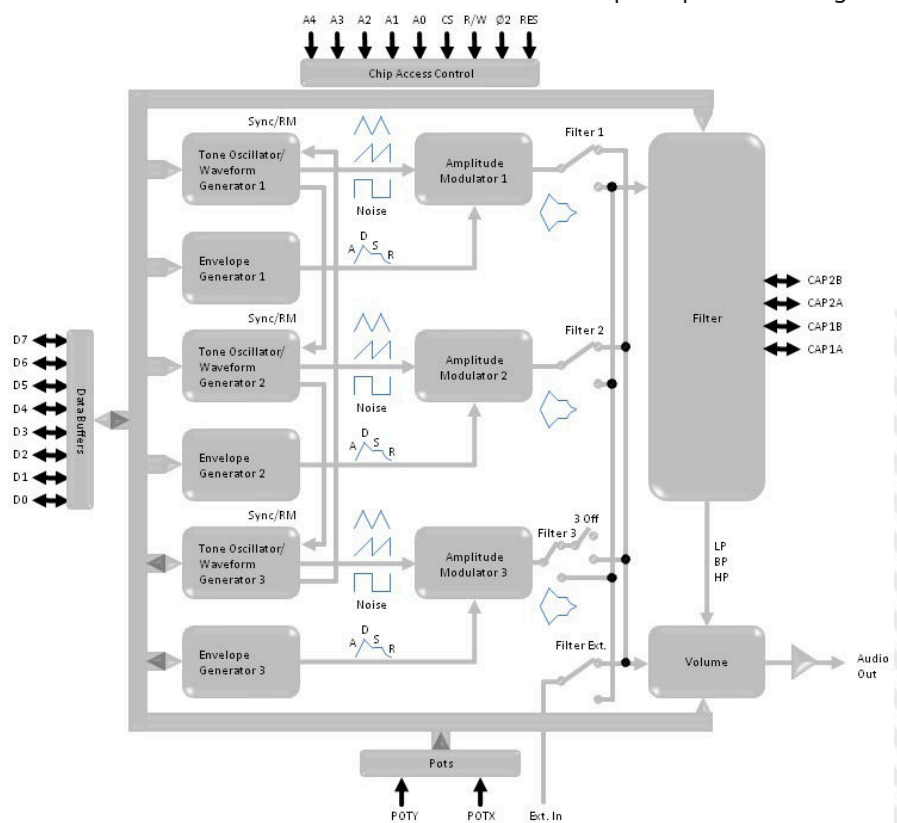 A4 A3 A2 A1 A0 CS R/W Ø2 RES
Chip Access Control
Sync/RM
Tone Oscillator/
Waveform
Generator 1
Noise
Amplitude
Modulator 1
Filter 1
Envelope
Generator 1
A D S R
Filter
CAP2B
CAP2A
CAP1B
CAP1A
Sync/RM
Tone Oscillator/
Waveform
Generator 2
Noise
Amplitude
Modulator 2
Filter 2
D7
D6
D5
D4
D3
D2
D1
D0
Data Buffers
Envelope
Generator 2
A D S R
Sync/RM
Tone Oscillator/
Waveform
Generator 3
Noise
Amplitude
Modulator 3
Filter 3
3 Off
LP
BP
HP
Envelope
Generator 3
A D S R
Filter Ext.
Volume
Audio
Out
Pots
POTY
POTX
Ext. In